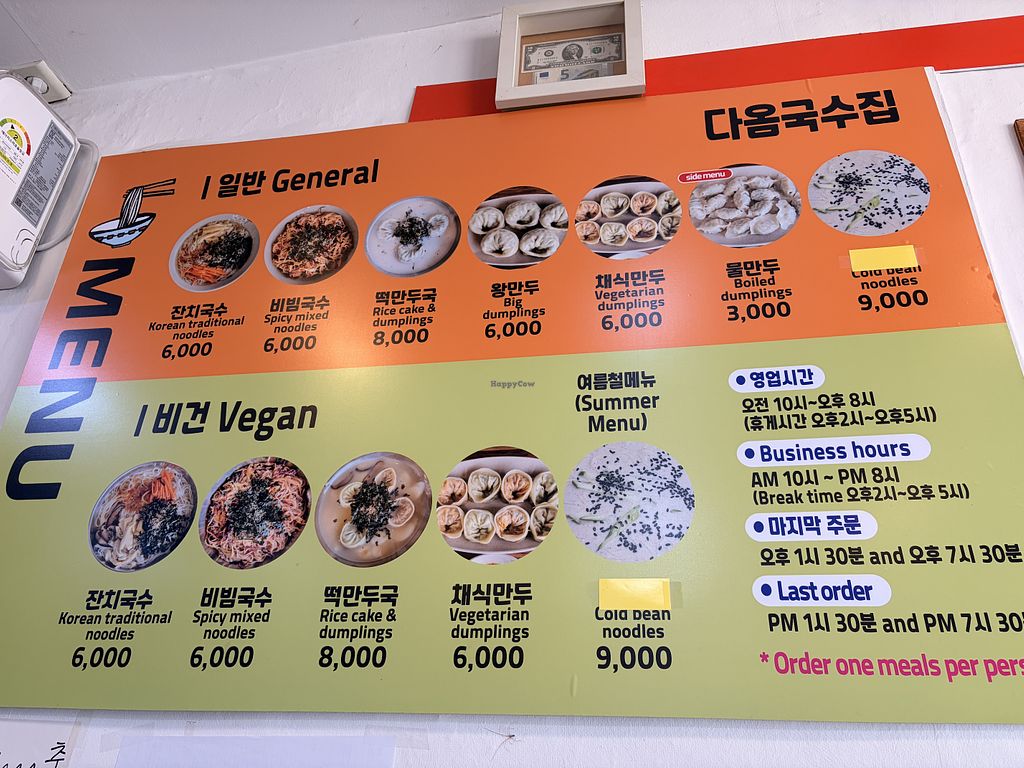 다옴국수집
MENU
| 일반 General
side menu
잔치국수
Korean traditional
noodles
6,000
비빔국수
Spicy mixed
noodles
6,000
떡만두국
Rice cake &
dumplings
8,000
왕만두
Big
dumplings
6,000
채식만두
Vegetarian
dumplings
6,000
물만두
Boiled
dumplings
3,000
Cold bean
noodles
9,000
HappyCow
| 비건 Vegan
여름철메뉴
(Summer
Menu)
잔치국수
Korean traditional
noodles
6,000
비빔국수
Spicy mixed
noodles
6,000
떡만두국
Rice cake &
dumplings
8,000
채식만두
Vegetarian
dumplings
6,000
Cold bean
noodles
9,000
• 영업시간
오전 10시~오후 8시
(휴게시간 오후2시~오후5시)
• Business hours
AM 10시 ~ PM 8시
(Break time 오후2시~오후 5시)
• 마지막 주문
오후 1시 30분 and 오후 7시 30분
• Last order
PM 1시 30분 and PM 7시 30
* Order one meals per pers
추